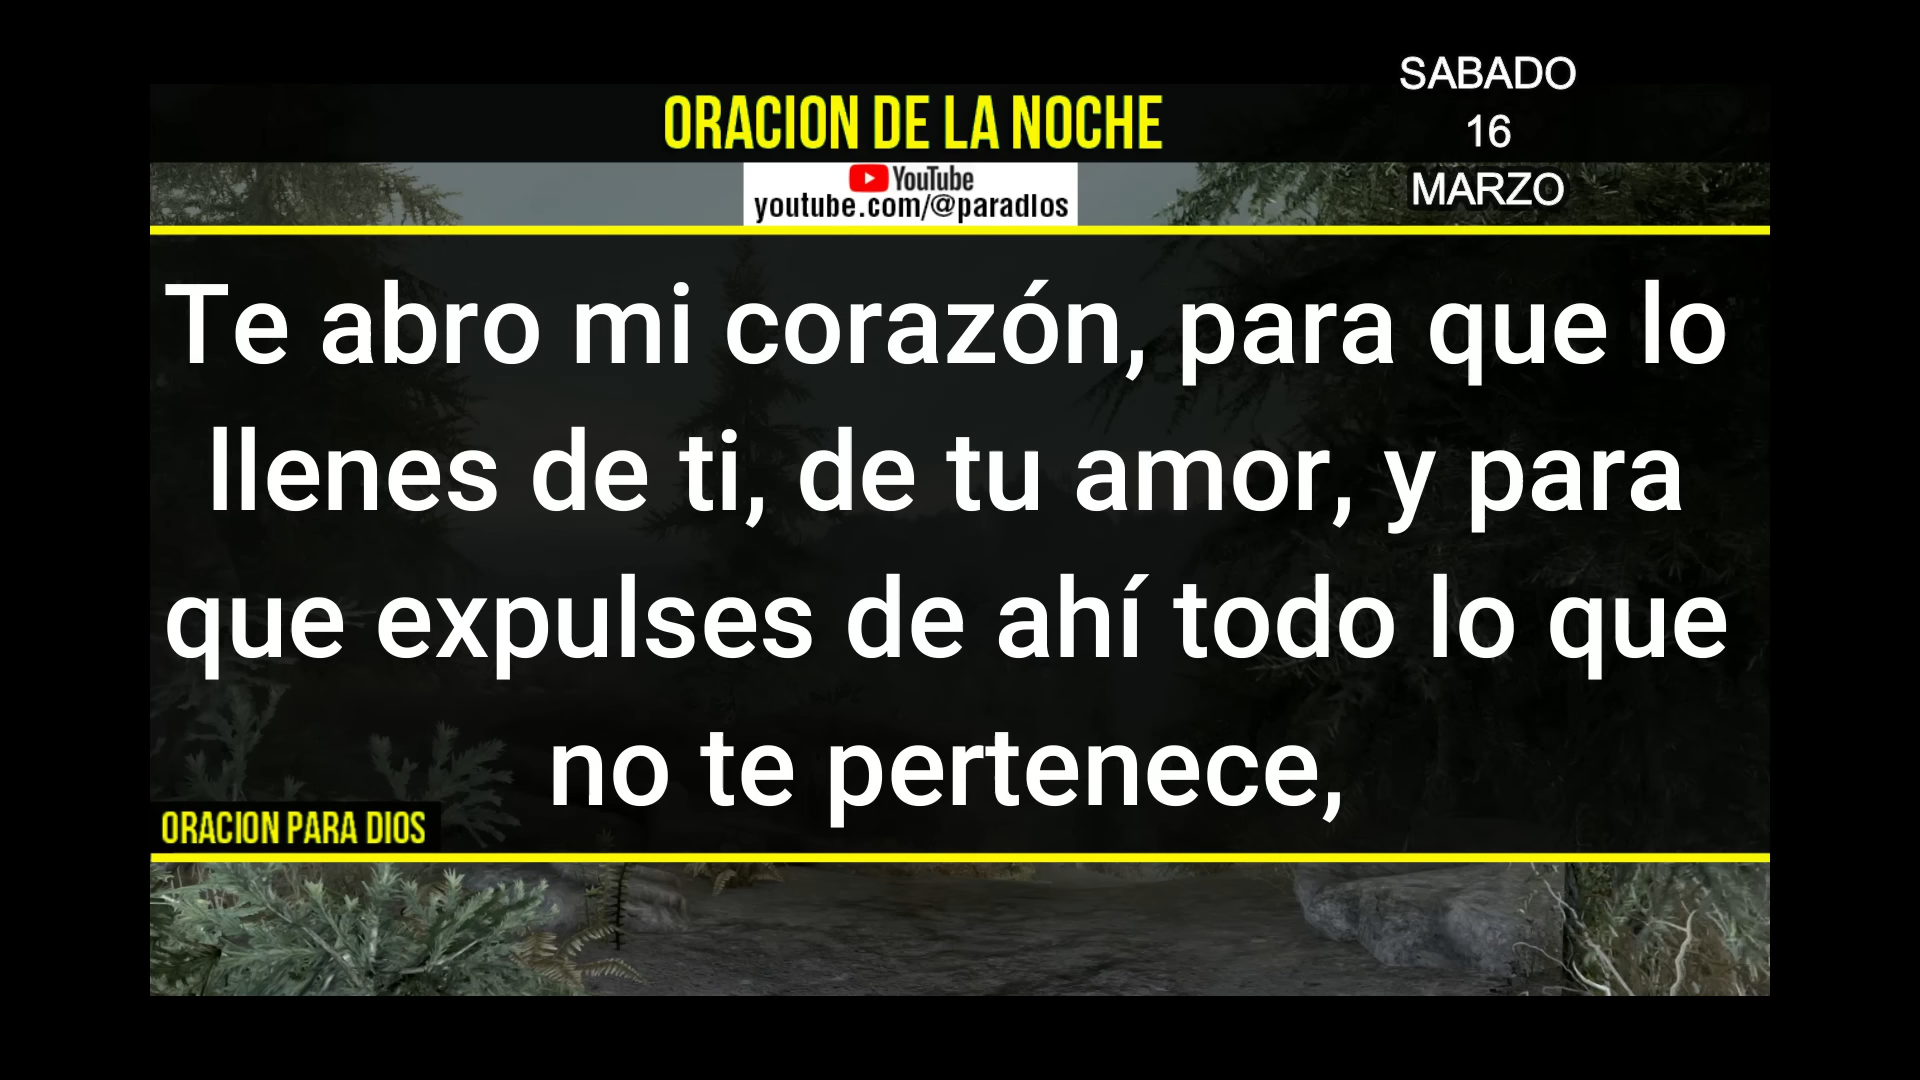 SABADO
16
MARZO
ORACION DE LA NOCHE
YouTube
youtube.com/@paradIos
Te abro mi corazón, para que lo
llenes de ti, de tu amor, y para
que expulses de ahí todo lo que
no te pertenece,
ORACION PARA DIOS